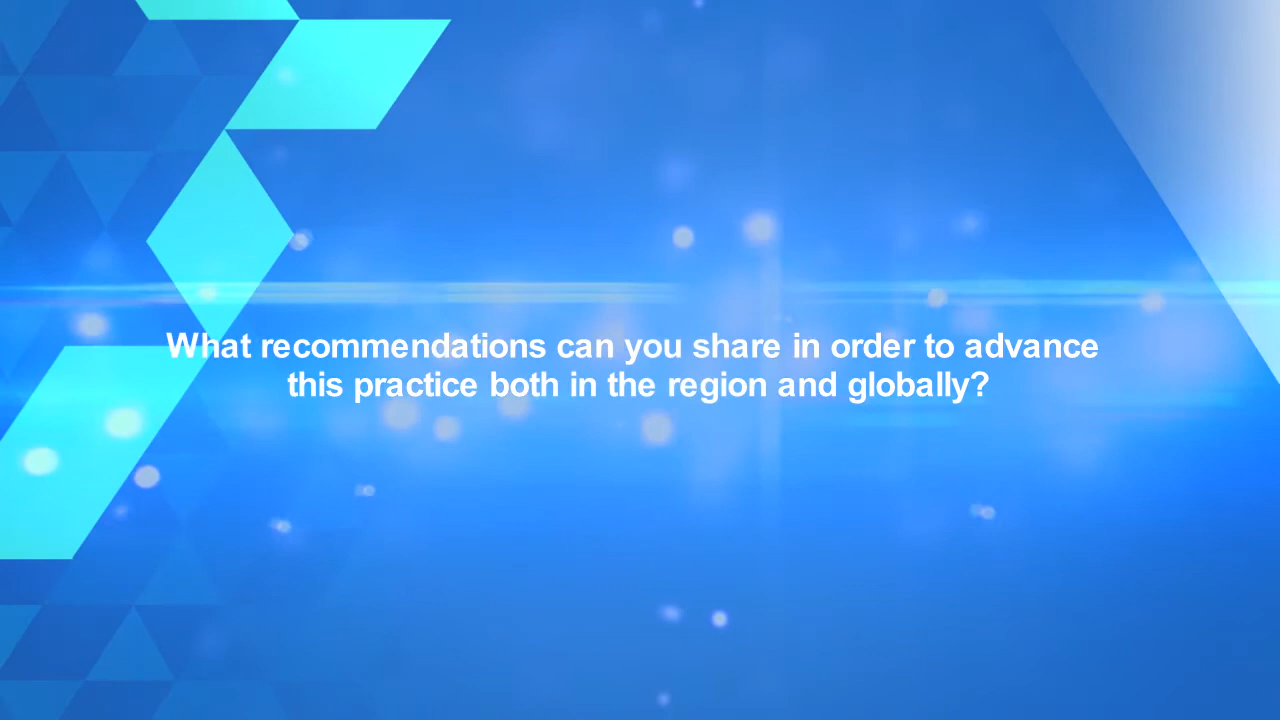 What recommendations can you share in order to advance
this practice both in the region and globally?